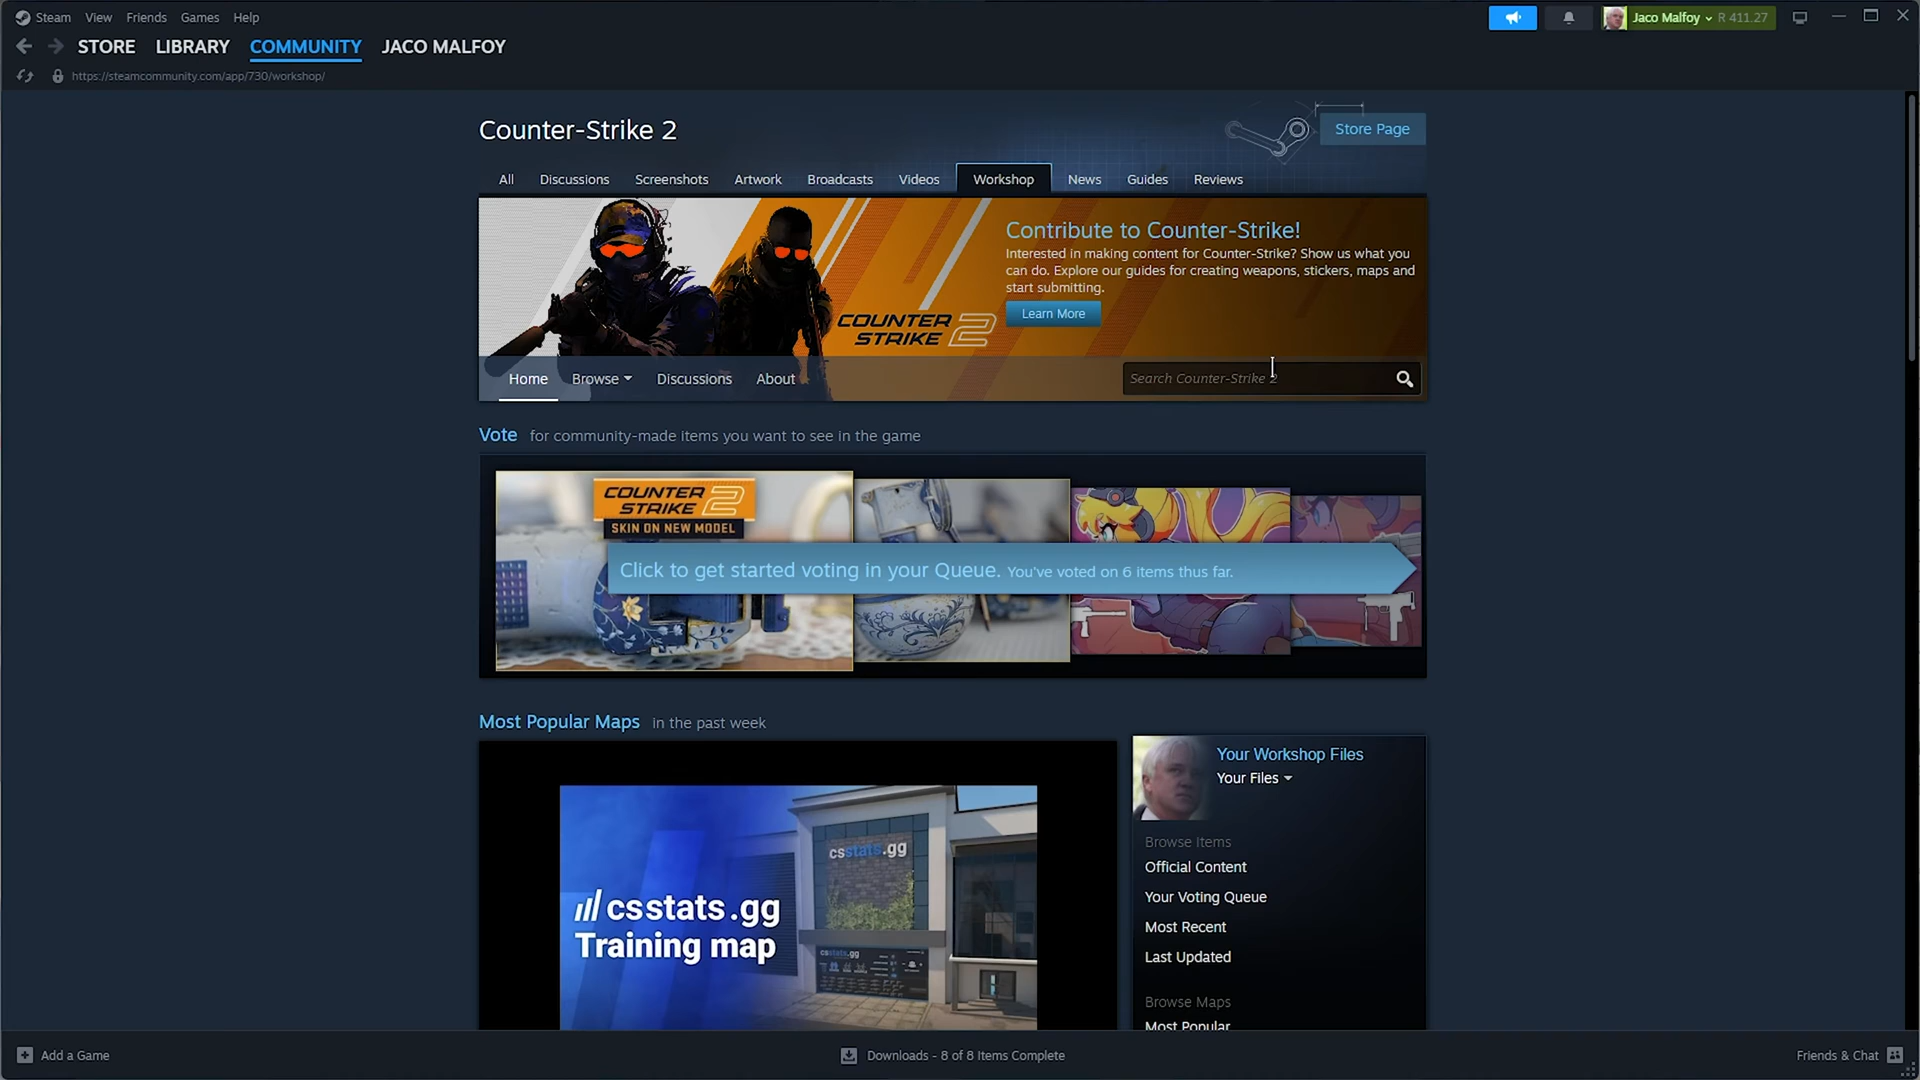 Steam View Friends Games Help
Jaco Malfoy R 411.27
STORE LIBRARY COMMUNITY JACO MALFOY
https://steamcommunity.com/app/730/workshop/
Counter-Strike 2
Store Page
All Discussions Screenshots Artwork Broadcasts Videos Workshop News Guides Reviews
Contribute to Counter-Strike!
Interested in making content for Counter-Strike? Show us what you
can do. Explore our guides for creating weapons, stickers, maps and
start submitting.
Learn More
COUNTER
STRIKE 2
Home Browse Discussions About
Search Counter-Strike 2
Vote for community-made items you want to see in the game
COUNTER
STRIKE 2
SKIN ON NEW MODEL
Click to get started voting in your Queue. You've voted on 6 items thus far.
Most Popular Maps in the past week
csstats.gg
csstats.gg
Training map
csstats.gg
Your Workshop Files
Your Files
Browse Items
Official Content
Your Voting Queue
Most Recent
Last Updated
Browse Maps
Most Popular
Add a Game
Downloads - 8 of 8 Items Complete
Friends & Chat